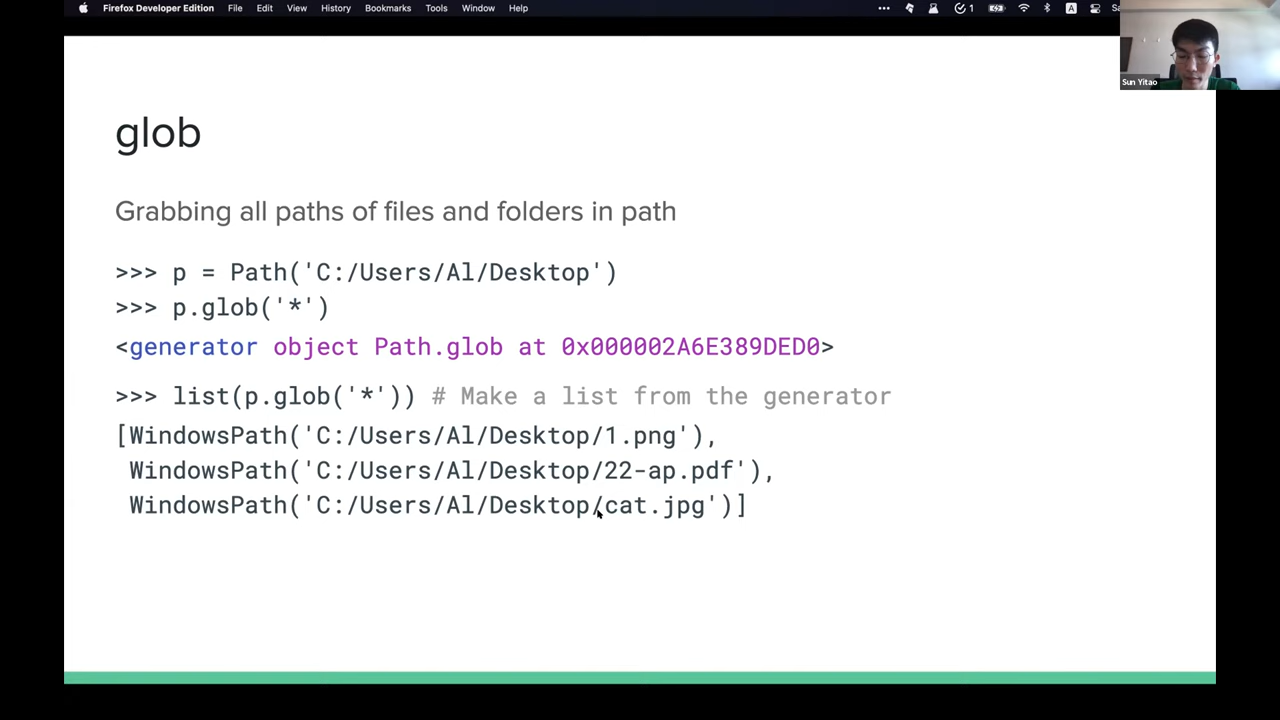 Firefox Developer Edition File Edit View History Bookmarks Tools Window Help ••• 1 A
Sun Yitao
glob
Grabbing all paths of files and folders in path
>>> p = Path('C:/Users/Al/Desktop')
>>> p.glob('*')
<generator object Path.glob at 0x000002A6E389DED0>
>>> list(p.glob('*')) # Make a list from the generator
[WindowsPath('C:/Users/Al/Desktop/1.png'),
WindowsPath('C:/Users/Al/Desktop/22-ap.pdf'),
WindowsPath('C:/Users/Al/Desktop/cat.jpg')]